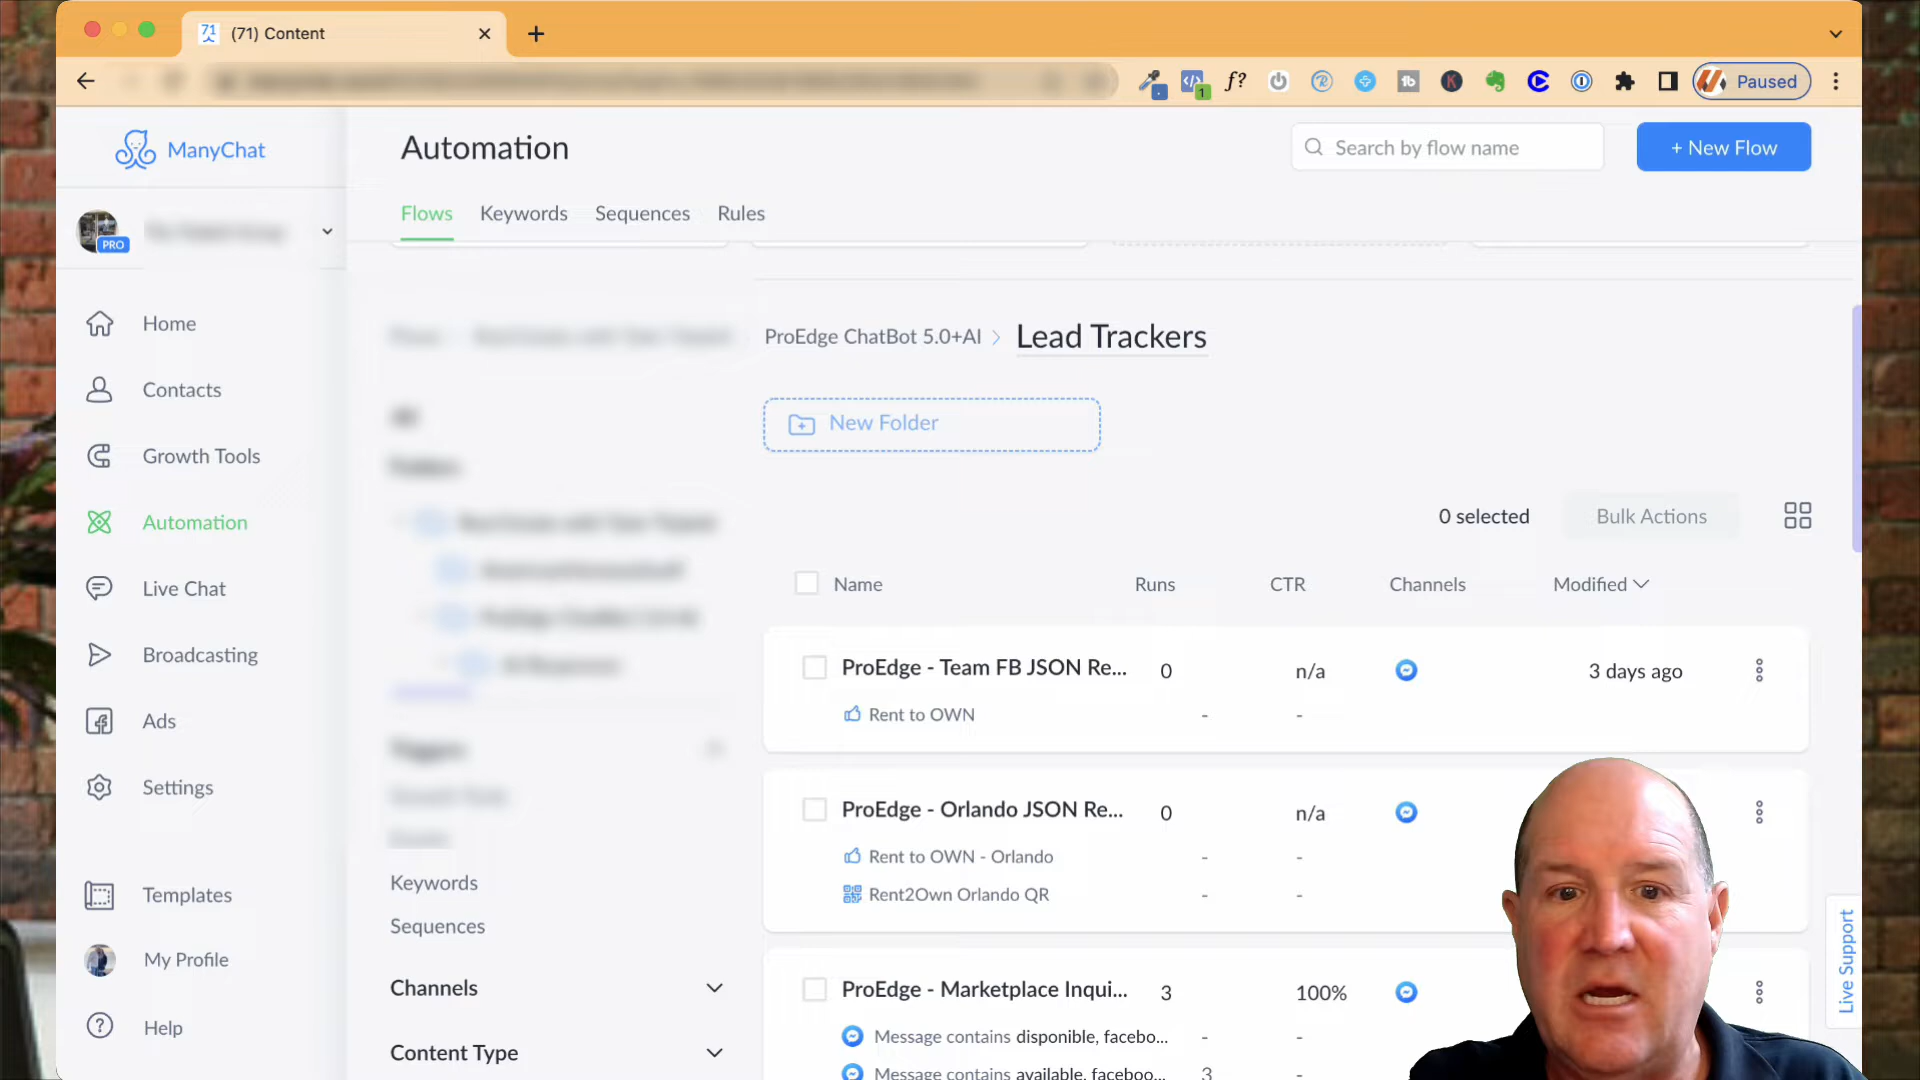 71
(71) Content
1
f?
tb
K
Paused
ManyChat
PRO
Home
Contacts
Growth Tools
Automation
Live Chat
Broadcasting
Ads
Settings
Templates
My Profile
Help
Automation
Search by flow name
+ New Flow
Flows
Keywords
Sequences
Rules
ProEdge ChatBot 5.0+AI > Lead Trackers
New Folder
Keywords
Sequences
Channels
Content Type
0 selected
Bulk Actions
Name Runs CTR Channels Modified
ProEdge - Team FB JSON Re... 0 n/a 3 days ago
Rent to OWN - -
ProEdge - Orlando JSON Re... 0 n/a
Rent to OWN - Orlando - -
Rent2Own Orlando QR - -
ProEdge - Marketplace Inqui... 3 100%
Message contains disponible, facebo... - -
Message contains available, faceboo... 3 -
Live Support